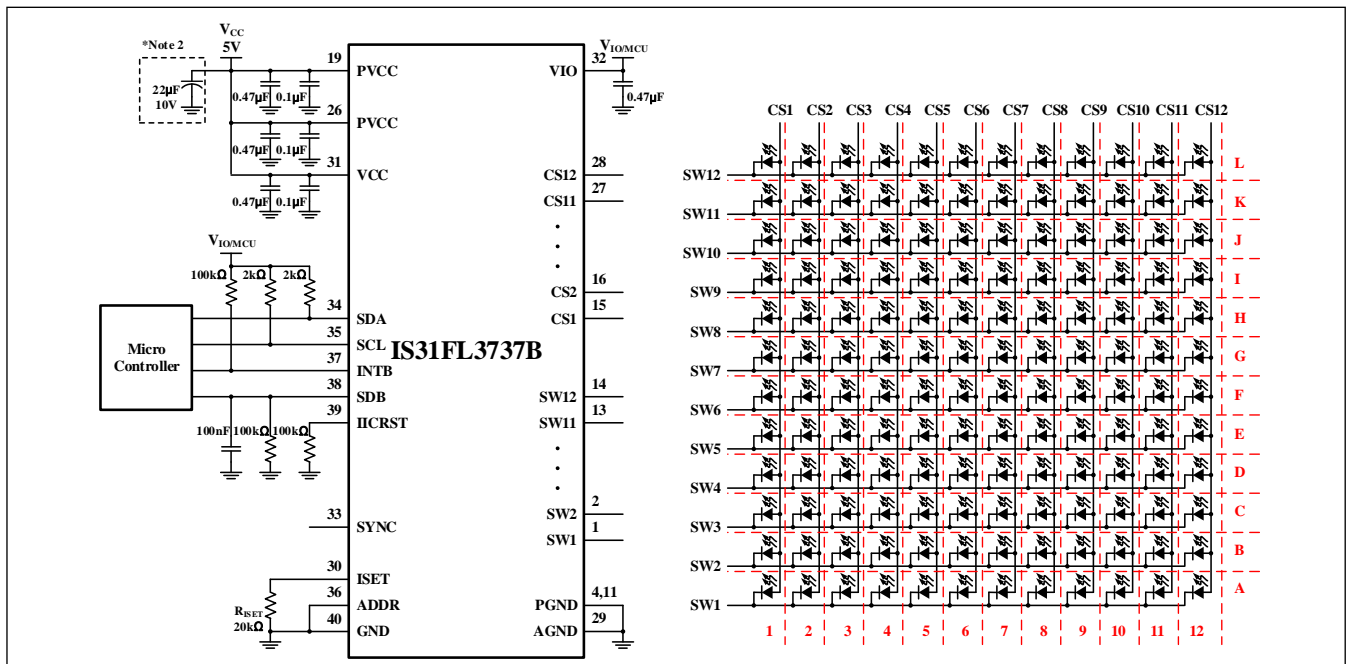 *Note 2
VCC
5V
22µF
10V
0.47µF 0.1µF
0.47µF 0.1µF
0.47µF 0.1µF
19 PVCC
26 PVCC
31 VCC
VIO/MCU
100kΩ 2kΩ 2kΩ
Micro
Controller
34 SDA
35 SCL
37 INTB
38 SDB
39 IICRST
100nF 100kΩ 100kΩ
33 SYNC
30 ISET
36 ADDR
40 GND
RISET
20kΩ
IS31FL3737B
VIO/MCU
32 VIO
0.47µF
28 CS12
27 CS11
16 CS2
15 CS1
14 SW12
13 SW11
2 SW2
1 SW1
4,11 PGND
29 AGND
CS1 CS2 CS3 CS4 CS5 CS6 CS7 CS8 CS9 CS10 CS11 CS12
SW12 L
SW11 K
SW10 J
SW9 I
SW8 H
SW7 G
SW6 F
SW5 E
SW4 D
SW3 C
SW2 B
SW1 A
1 2 3 4 5 6 7 8 9 10 11 12